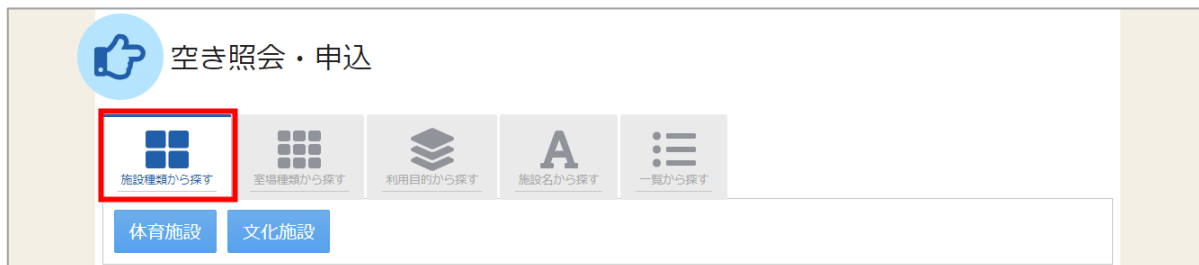 空き照会・申込
施設種類から探す 室場種類から探す 利用目的から探す 施設名から探す 一覧から探す
体育施設 文化施設